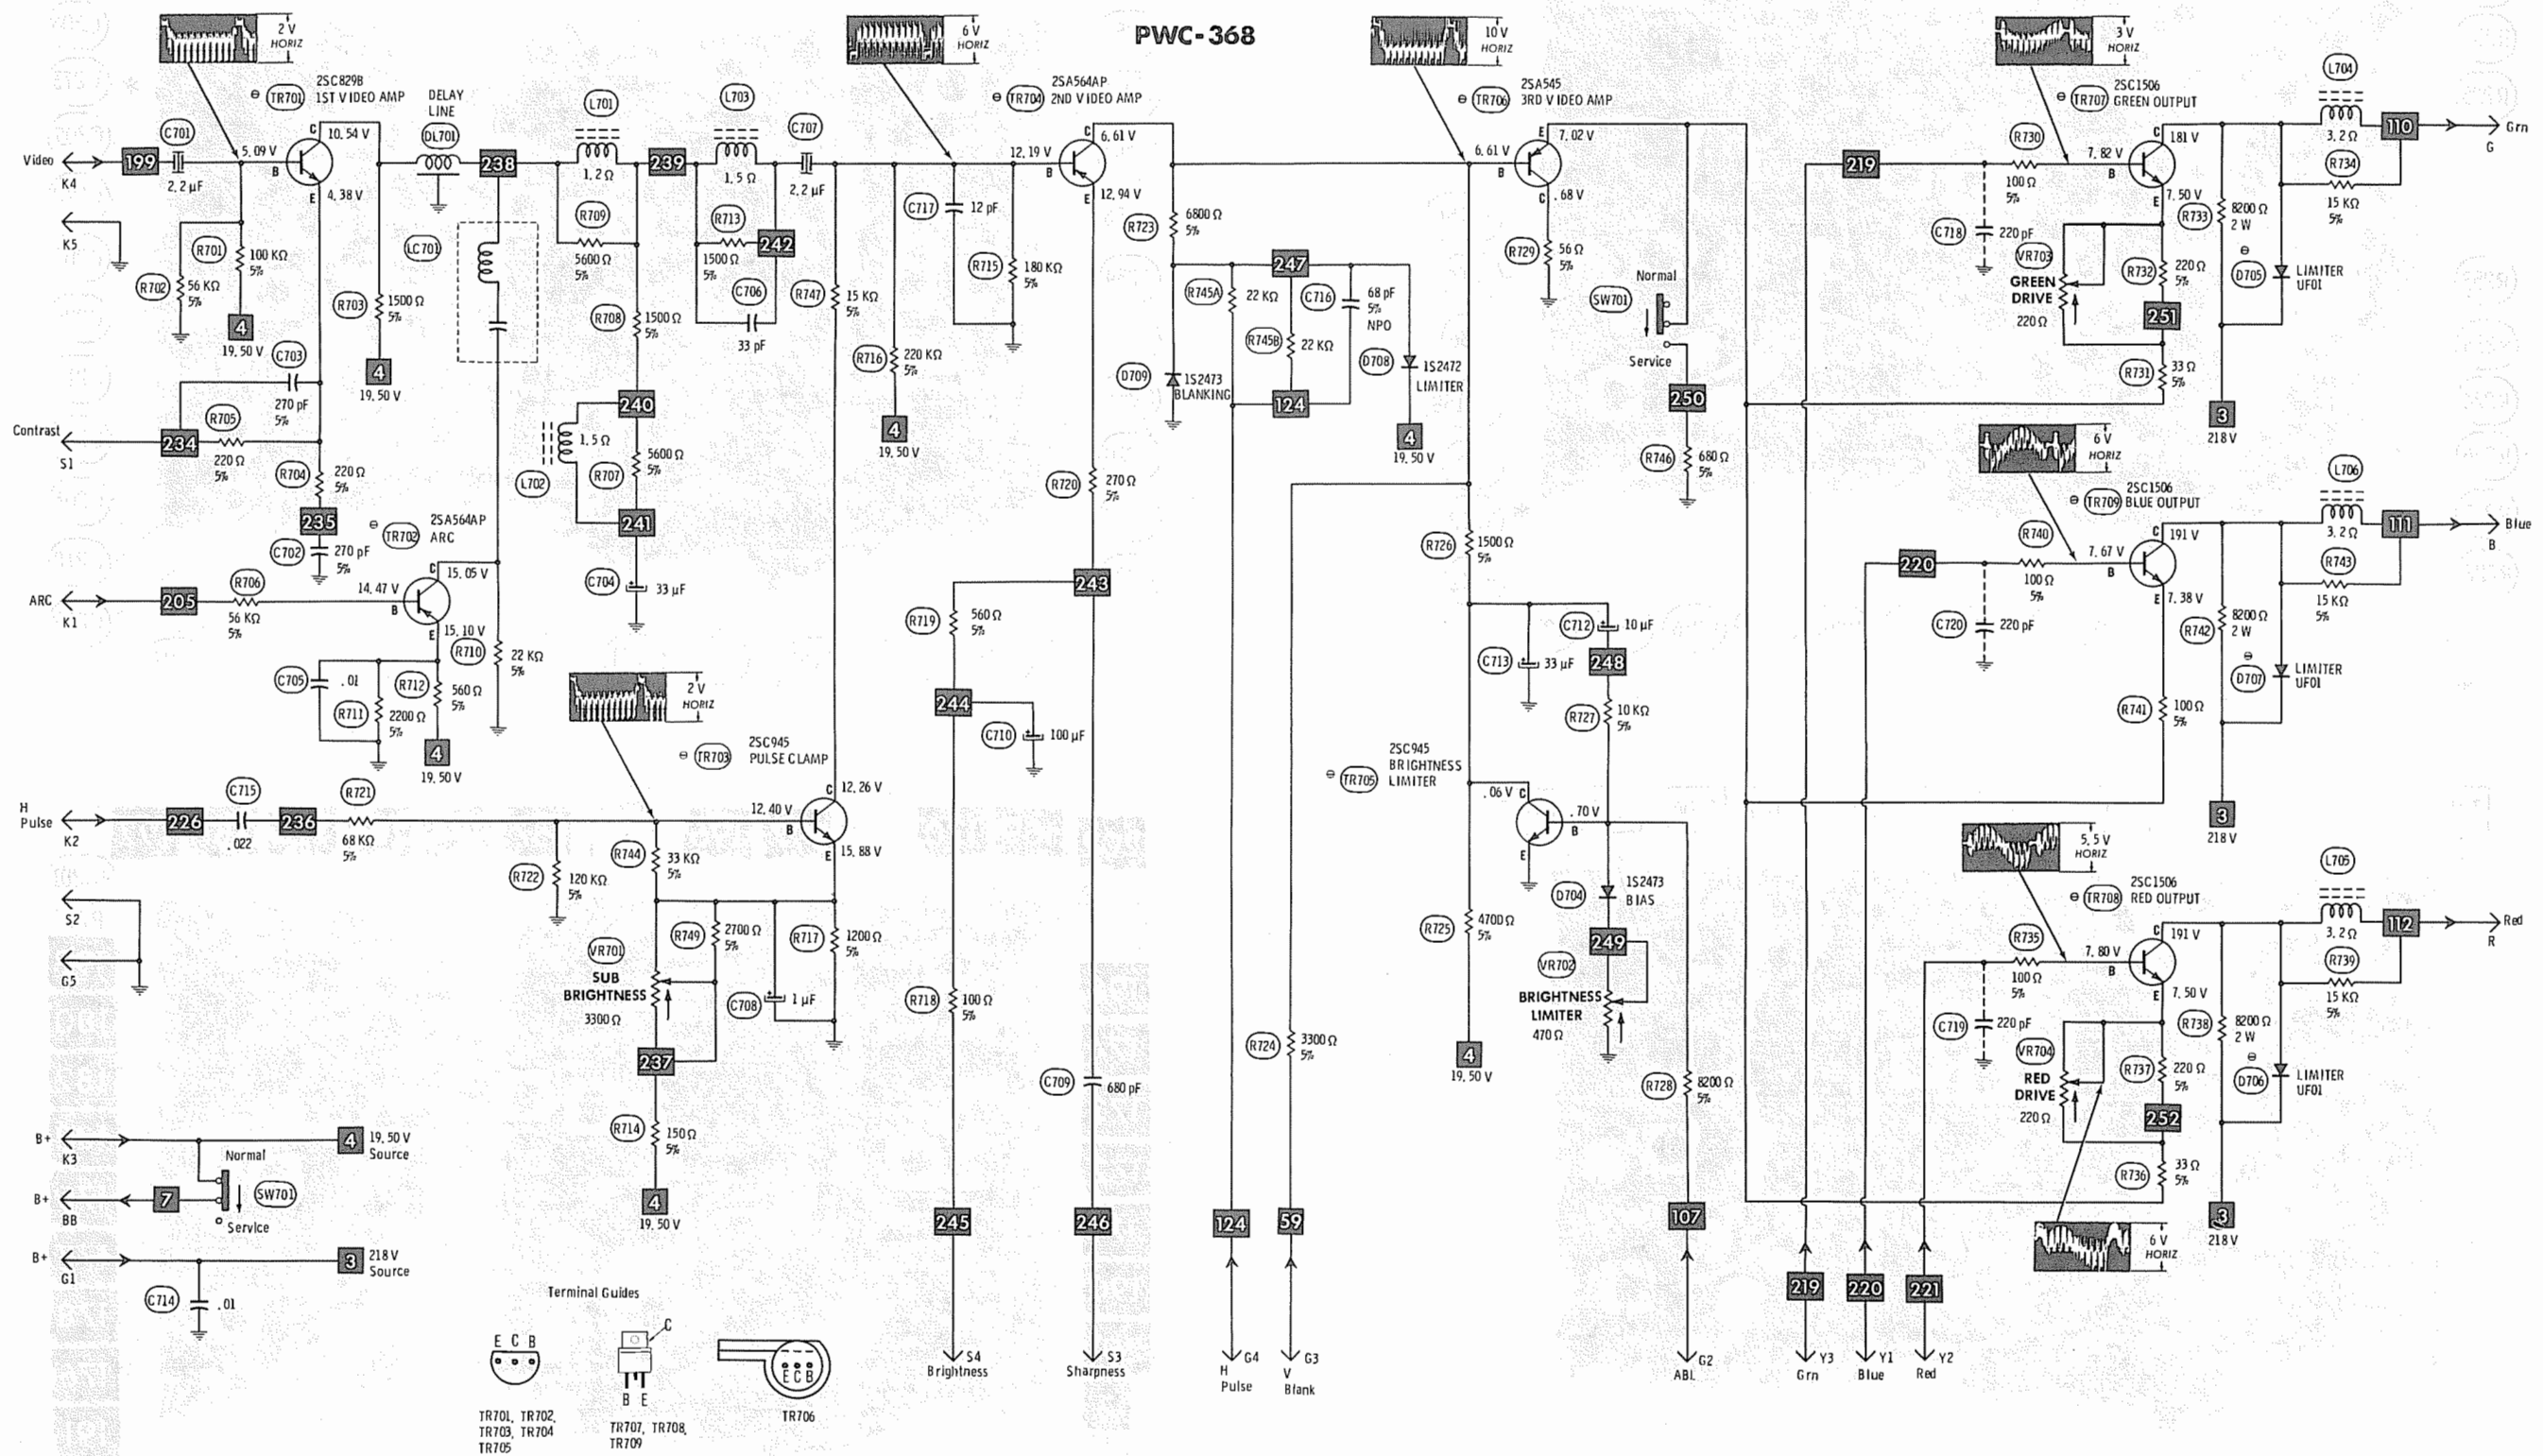 PWC-368
2 V
HORIZ
2SC829B
TR701 1ST VIDEO AMP
DELAY
LINE
DL701
C701
Video
K4
199
2.2 µF
5.09 V
B
C 10.54 V
E 4.38 V
K5
R701
100 KΩ
5%
R702
56 KΩ
5%
4
19.50 V
R703
1500 Ω
5%
4
19.50 V
C703
270 pF
5%
Contrast
S1
234
R705
220 Ω
5%
R704
220 Ω
5%
235
C702
270 pF
5%
238
LC701
L701
1.2 Ω
R709
5600 Ω
5%
239
R708
1500 Ω
5%
L703
1.5 Ω
R713
1500 Ω
5%
242
C706
33 pF
C707
2.2 µF
R747
15 KΩ
5%
240
L702
1.5 Ω
R707
5600 Ω
5%
241
C704
33 µF
2SA564AP
TR702 ARC
ARC
K1
205
R706
56 KΩ
5%
14.47 V
B
C 15.05 V
E 15.10 V
R710
22 KΩ
5%
C705
.01
R711
2200 Ω
5%
R712
560 Ω
5%
4
19.50 V
2 V
HORIZ
2SC945
TR703 PULSE CLAMP
H
Pulse
K2
226
C715
.022
236
R721
68 KΩ
5%
12.40 V
B
C 12.26 V
E 15.88 V
R722
120 KΩ
5%
R744
33 KΩ
5%
VR701
SUB
BRIGHTNESS
3300 Ω
R749
2700 Ω
5%
C708
1 µF
R717
1200 Ω
5%
237
R714
150 Ω
5%
4
19.50 V
S2
G5
B+
K3
4
19.50 V
Source
Normal
B+
BB
7
SW701
Service
B+
G1
3
218 V
Source
C714
.01
6 V
HORIZ
2SA564AP
TR704 2ND VIDEO AMP
12.19 V
B
C 6.61 V
E 12.94 V
C717
12 pF
R715
180 KΩ
5%
R716
220 KΩ
5%
4
19.50 V
R723
6800 Ω
5%
D709
1S2473
BLANKING
R720
270 Ω
5%
243
R719
560 Ω
5%
244
C710
100 µF
R718
100 Ω
5%
C709
680 pF
245
246
S4
Brightness
S3
Sharpness
R745A
22 KΩ
247
R745B
22 KΩ
C716
68 pF
5%
NPO
124
D708
1S2472
LIMITER
4
19.50 V
R724
3300 Ω
5%
124
59
G4
H
Pulse
G3
V
Blank
10 V
HORIZ
2SA545
TR706 3RD VIDEO AMP
6.61 V
B
E 7.02 V
C .68 V
R729
56 Ω
5%
Normal
SW701
Service
250
R746
680 Ω
5%
R726
1500 Ω
5%
C712
10 µF
C713
33 µF
248
R727
10 KΩ
5%
2SC945
BRIGHTNESS
LIMITER
TR705
.06 V C
.70 V
B
E
R725
4700 Ω
5%
4
19.50 V
D704
1S2473
BIAS
249
VR702
BRIGHTNESS
LIMITER
470 Ω
R728
8200 Ω
5%
107
G2
ABL
3 V
HORIZ
2SC1506
TR707 GREEN OUTPUT
219
R730
100 Ω
5%
7.82 V
B
C 181 V
E 7.50 V
C718
220 pF
VR703
GREEN
DRIVE
220 Ω
R732
220 Ω
5%
251
R731
33 Ω
5%
R733
8200 Ω
2 W
D705
LIMITER
UF01
L704
3.2 Ω
R734
15 KΩ
5%
110
Grn
G
3
218 V
6 V
HORIZ
2SC1506
TR709 BLUE OUTPUT
220
R740
100 Ω
5%
7.67 V
B
C 191 V
E 7.38 V
C720
220 pF
R741
100 Ω
5%
R742
8200 Ω
2 W
D707
LIMITER
UF01
L706
3.2 Ω
R743
15 KΩ
5%
111
Blue
B
3
218 V
5.5 V
HORIZ
2SC1506
TR708 RED OUTPUT
R735
100 Ω
5%
7.80 V
B
C 191 V
E 7.50 V
C719
220 pF
VR704
RED
DRIVE
220 Ω
R737
220 Ω
5%
252
R736
33 Ω
5%
R738
8200 Ω
2 W
D706
LIMITER
UF01
L705
3.2 Ω
R739
15 KΩ
5%
112
Red
R
3
218 V
6 V
HORIZ
219
220
221
Y3
Grn
Y1
Blue
Y2
Red
Terminal Guides
E C B
TR701, TR702,
TR703, TR704
TR705
C
B E
TR707, TR708,
TR709
E C B
TR706